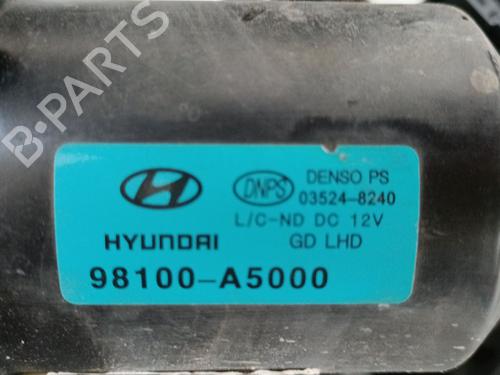 B-PARTS
HYUNDAI
98100-A5000
DNPS
DENSO PS
03524-8240
L/C-ND DC 12V
GD LHD